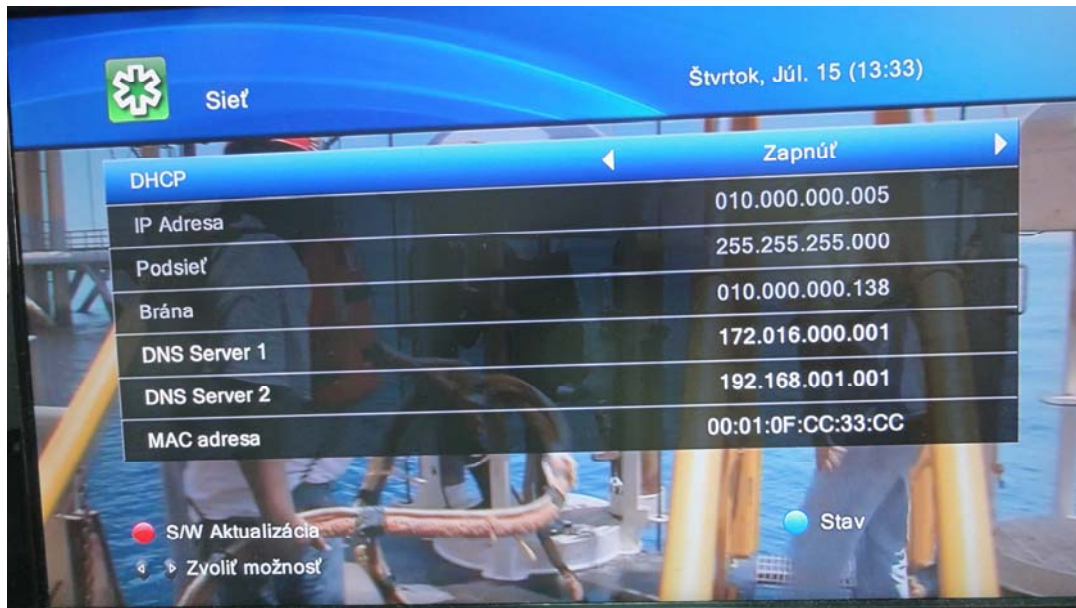 Sieť
Štvrtok, Júl. 15 (13:33)
DHCP Zapnúť
IP Adresa 010.000.000.005
Podsieť 255.255.255.000
Brána 010.000.000.138
DNS Server 1 172.016.000.001
DNS Server 2 192.168.001.001
MAC adresa 00:01:0F:CC:33:CC
S/W Aktualizácia
Stav
Zvoliť možnosť